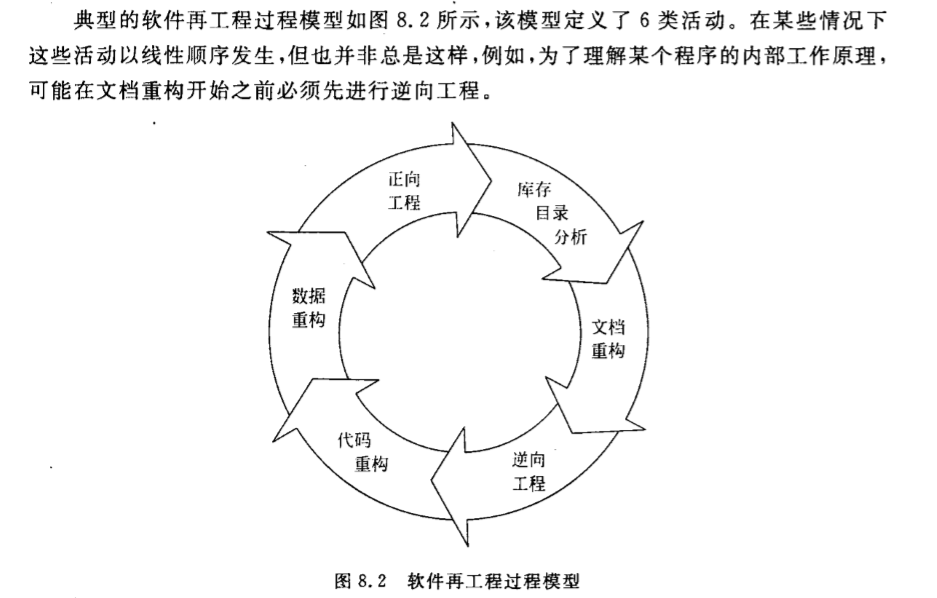 典型的软件再工程过程模型如图8.2所示,该模型定义了6类活动。在某些情况下
这些活动以线性顺序发生,但也并非总是这样,例如,为了理解某个程序的内部工作原理,
可能在文档重构开始之前必须先进行逆向工程。
正向
工程
库存
目录
分析
数据
重构
文档
重构
代码
重构
逆向
工程
图8.2 软件再工程过程模型